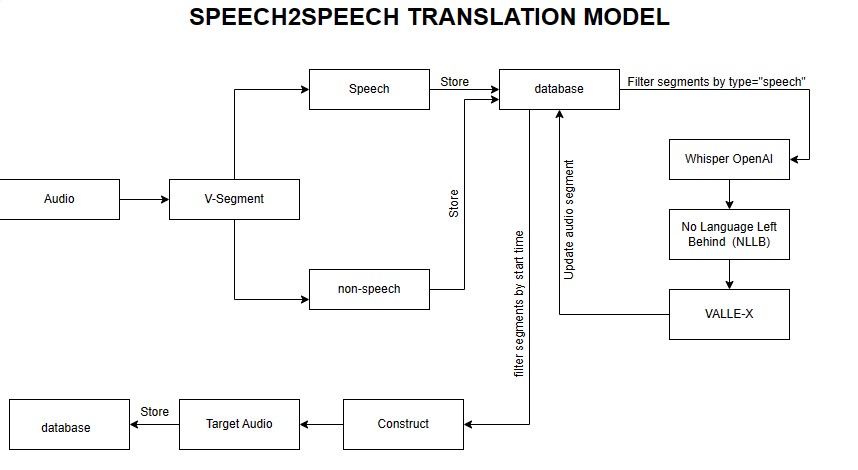 SPEECH2SPEECH TRANSLATION MODEL
Speech
Store
database
Filter segments by type="speech"
Whisper OpenAI
Audio
V-Segment
Store
Update audio segment
No Language Left
Behind (NLLB)
non-speech
filter segments by start time
VALLE-X
database
Store
Target Audio
Construct